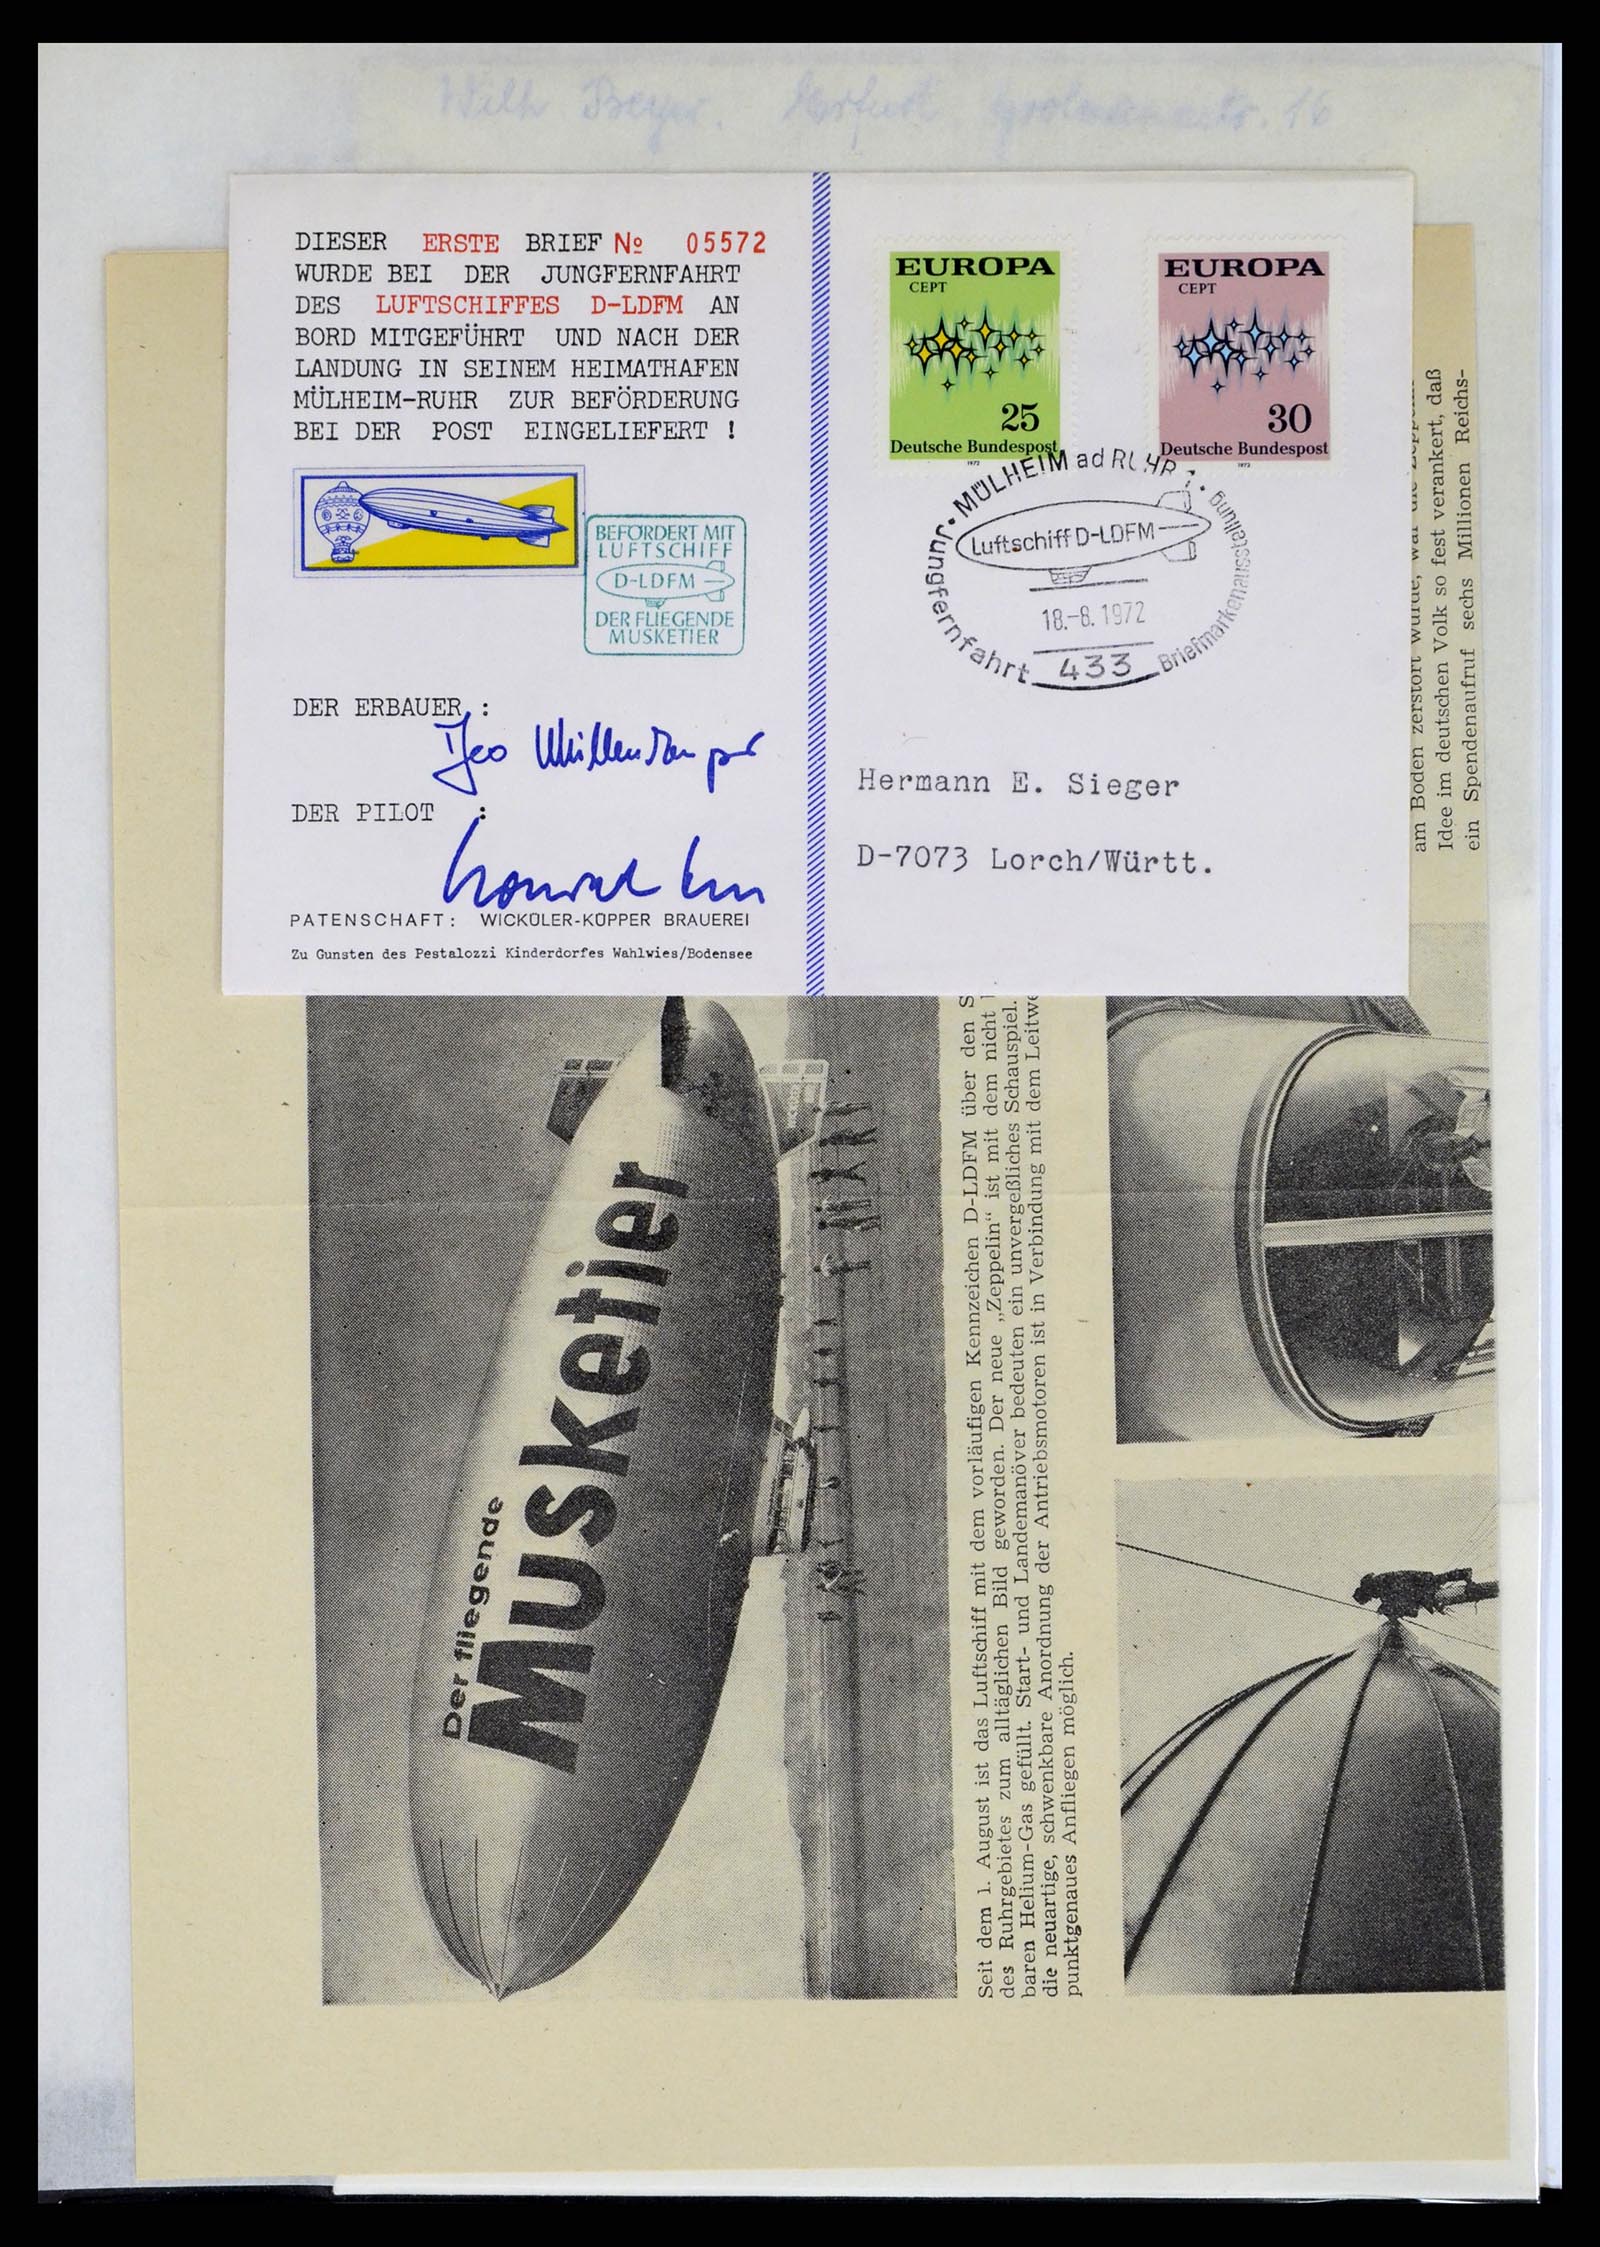 Wilh Beyer. Erfurt 16
DIESER ERSTE BRIEF № 05572
WURDE BEI DER JUNGFERNFAHRT
DES LUFTSCHIFFES D-LDFM AN
BORD MITGEFÜHRT UND NACH DER
LANDUNG IN SEINEM HEIMATHAFEN
MÜLHEIM-RUHR ZUR BEFÖRDERUNG
BEI DER POST EINGELIEFERT !
BEFÖRDERT MIT
LUFTSCHIFF
D-LDFM
DER FLIEGENDE
MUSKETIER
DER ERBAUER :
DER PILOT :
PATENSCHAFT: WICKÜLER-KÜPPER BRAUEREI
Zu Gunsten des Pestalozzi Kinderdorfes Wahlwies/Bodensee
EUROPA
CEPT
25
Deutsche Bundespost
1972
EUROPA
CEPT
30
Deutsche Bundespost
1972
MÜLHEIM ad RUHR 1
Luftschiff D-LDFM
18.-8.1972
Jungfernfahrt 433 Briefmarkenausstellung
Hermann E. Sieger
D-7073 Lorch/Württ.
am Boden zerstört wurde, war die
Idee im deutschen Volk so fest verankert, daß
ein Spendenaufruf sechs Millionen Reichs-
Der fliegende
Musketier
Seit dem 1. August ist das Luftschiff mit dem vorläufigen Kennzeichen D-LDFM über den S
des Ruhrgebietes zum alltäglichen Bild geworden. Der neue „Zeppelin“ ist mit dem nicht
baren Helium-Gas gefüllt. Start- und Landemanöver bedeuten ein unvergeßliches Schauspiel.
die neuartige, schwenkbare Anordnung der Antriebsmotoren ist in Verbindung mit dem Leitwe
punktgenaues Anfliegen möglich.